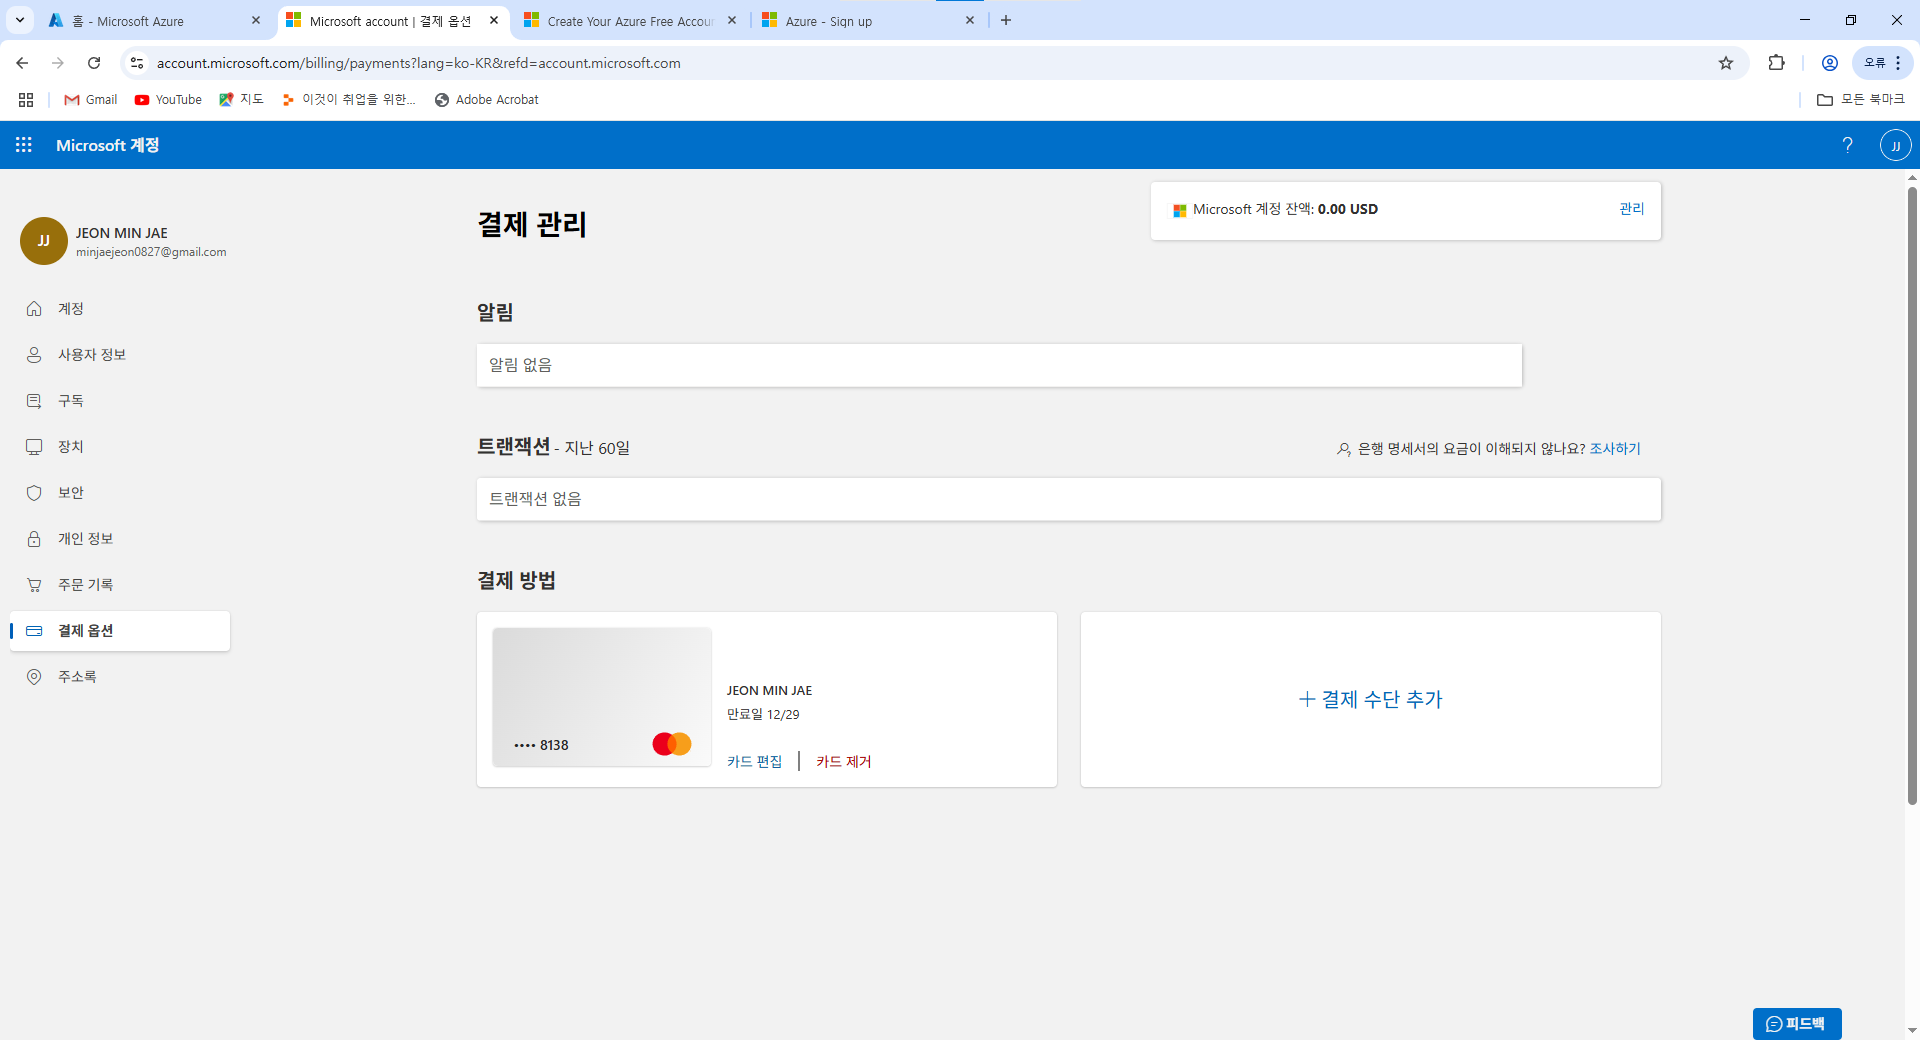 홈 - Microsoft Azure
Microsoft account | 결제 옵션
Create Your Azure Free Accour
Azure - Sign up
account.microsoft.com/billing/payments?lang=ko-KR&refd=account.microsoft.com
오류
Gmail
YouTube
지도
이것이 취업을 위한...
Adobe Acrobat
모든 북마크
Microsoft 계정
?
JJ
JJ
JEON MIN JAE
minjaejeon0827@gmail.com
계정
사용자 정보
구독
장치
보안
개인 정보
주문 기록
결제 옵션
주소록
결제 관리
Microsoft 계정 잔액: 0.00 USD
관리
알림
알림 없음
트랜잭션 - 지난 60일
은행 명세서의 요금이 이해되지 않나요? 조사하기
트랜잭션 없음
결제 방법
•••• 8138
JEON MIN JAE
만료일 12/29
카드 편집 | 카드 제거
+ 결제 수단 추가
피드백